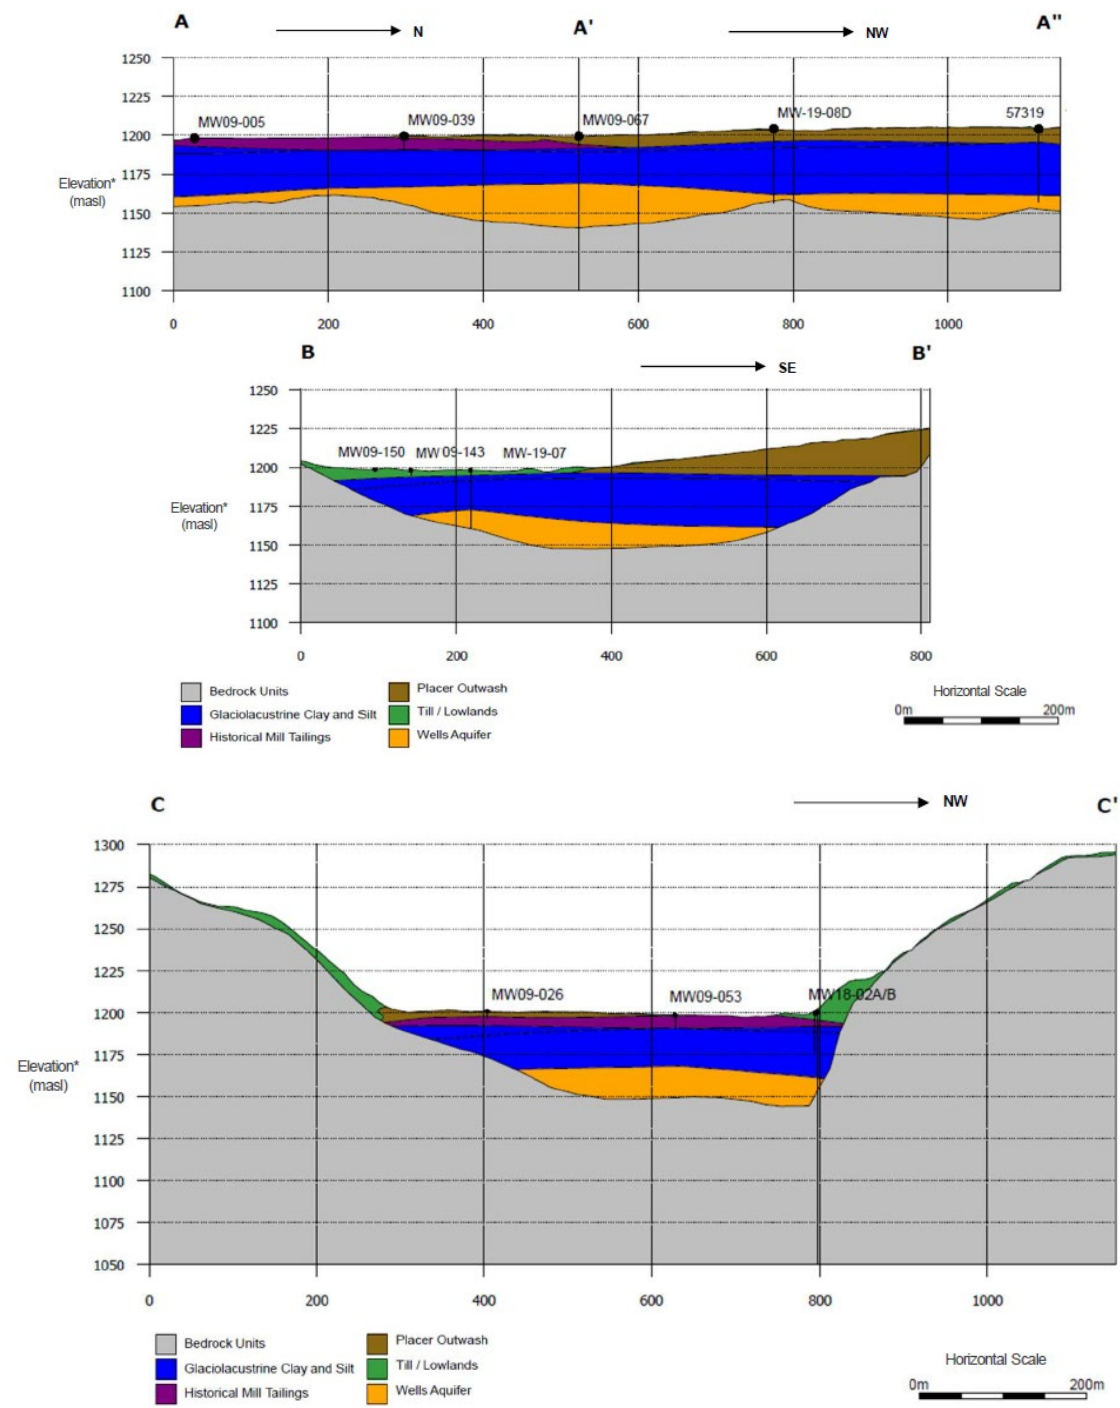 A N A' NW A"
1250
1225
MW09-005 MW09-039 MW09-067 MW-19-08D 57319
1200
1175
Elevation*
(masl)
1150
1125
1100
0 200 400 600 800 1000
B SE B'
1250
1225
MW09-150 MW 09-143 MW-19-07
1200
1175
Elevation*
(masl)
1150
1125
1100
0 200 400 600 800
Bedrock Units Placer Outwash
Glaciolacustrine Clay and Silt Till / Lowlands
Historical Mill Tailings Wells Aquifer
Horizontal Scale
0m 200m
C NW C'
1300
1275
1250
1225
MW09-026 MW09-053 MW18-02A/B
1200
1175
Elevation*
(masl)
1150
1125
1100
1075
1050
0 200 400 600 800 1000
Bedrock Units Placer Outwash
Glaciolacustrine Clay and Silt Till / Lowlands
Historical Mill Tailings Wells Aquifer
Horizontal Scale
0m 200m